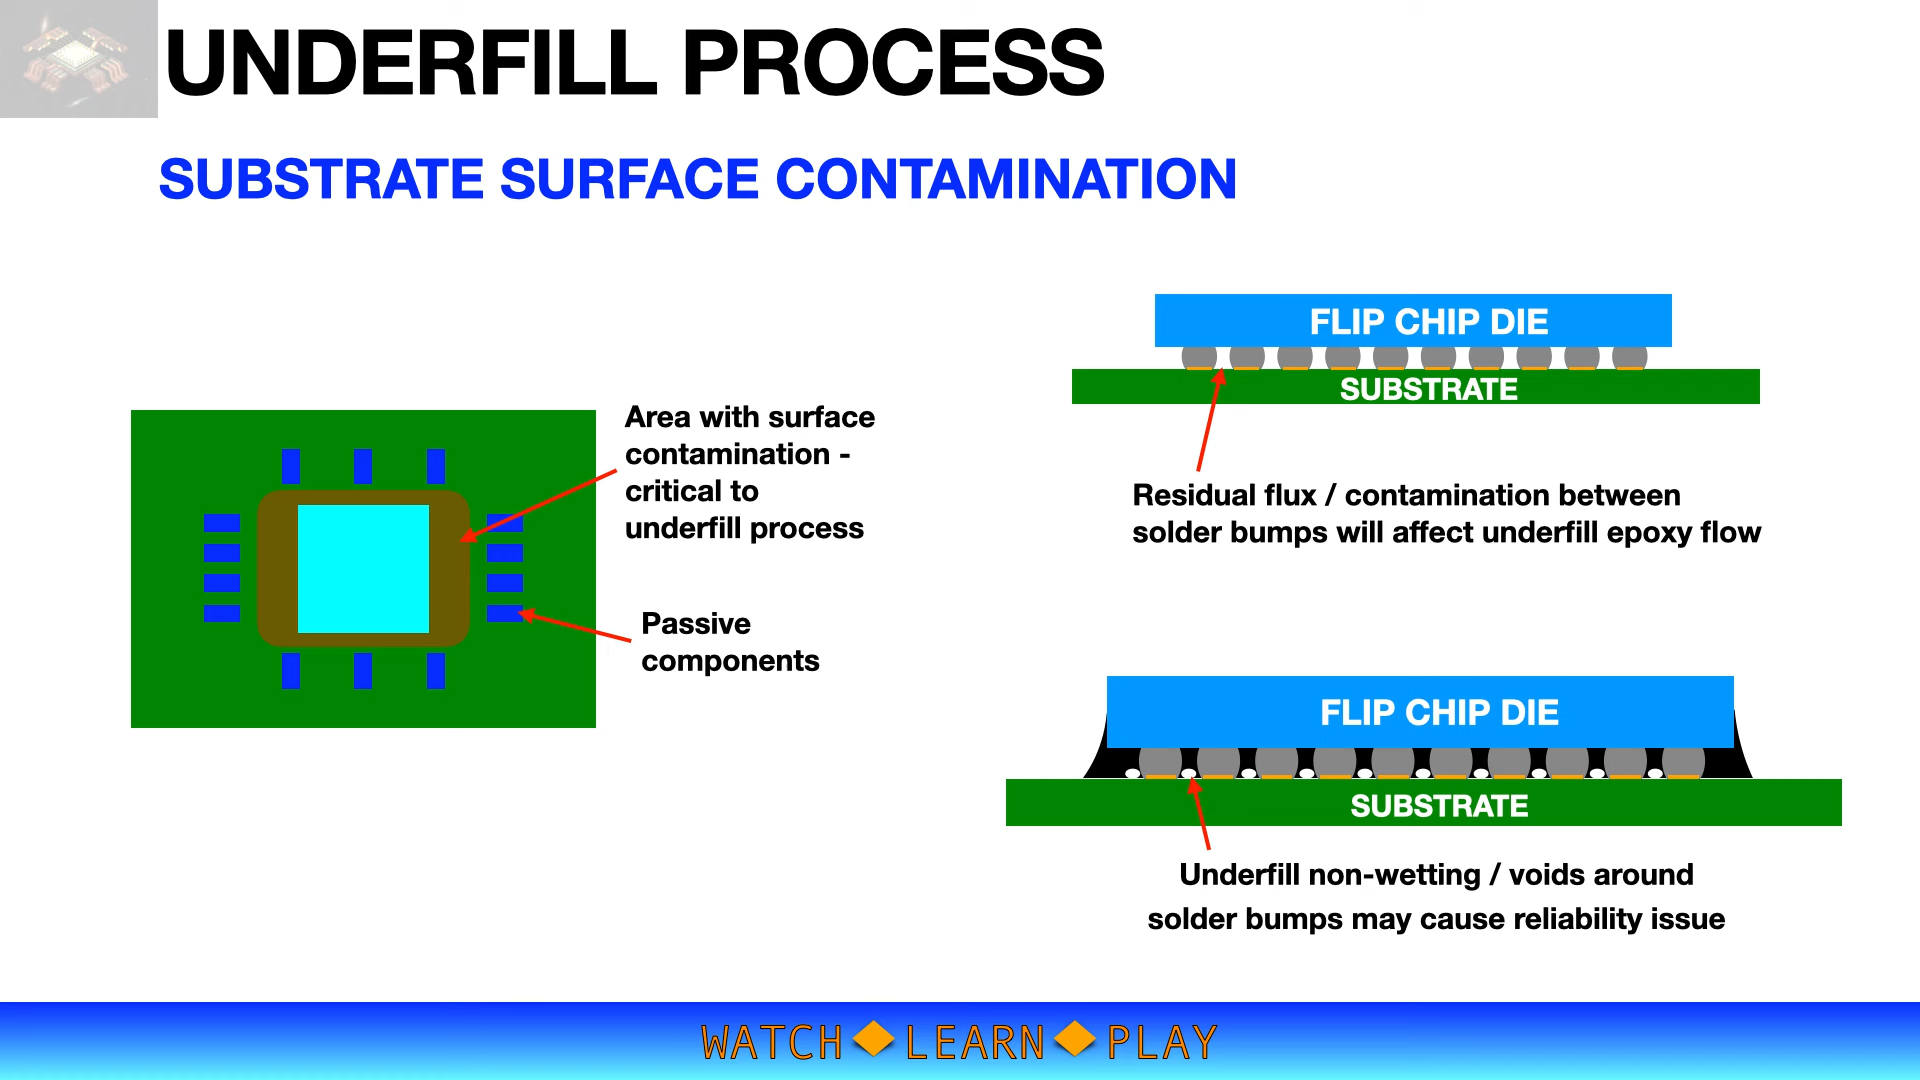 UNDERFILL PROCESS
SUBSTRATE SURFACE CONTAMINATION
Area with surface
contamination -
critical to
underfill process
Passive
components
FLIP CHIP DIE
SUBSTRATE
Residual flux / contamination between
solder bumps will affect underfill epoxy flow
FLIP CHIP DIE
SUBSTRATE
Underfill non-wetting / voids around
solder bumps may cause reliability issue
WATCH LEARN PLAY